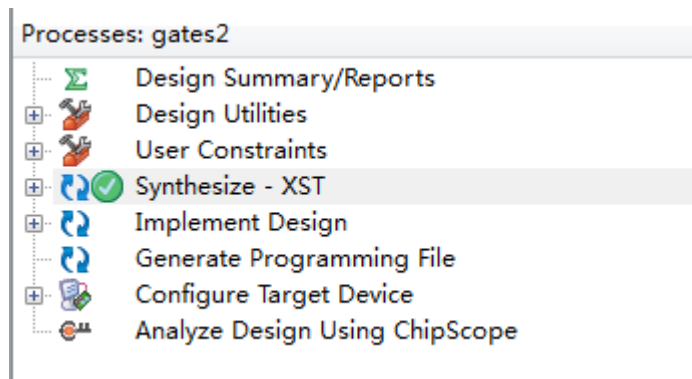 Processes: gates2
Design Summary/Reports
Design Utilities
User Constraints
Synthesize - XST
Implement Design
Generate Programming File
Configure Target Device
Analyze Design Using ChipScope